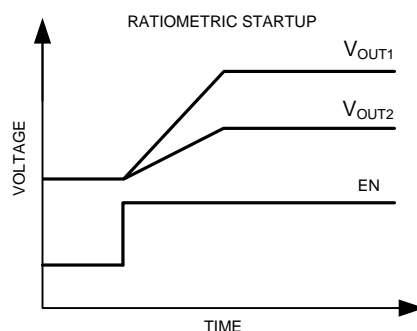 RATIOMETRIC STARTUP
VOUT1
VOUT2
EN
VOLTAGE
TIME